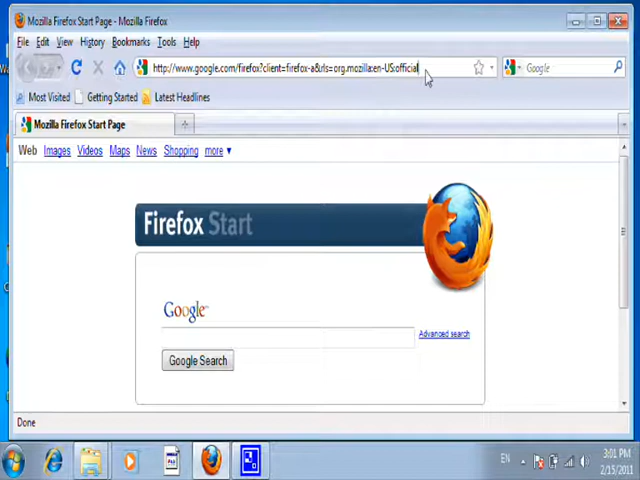 Mozilla Firefox Start Page - Mozilla Firefox
File Edit View History Bookmarks Tools Help
http://www.google.com/firefox?client=firefox-a&rls=org.mozilla:en-US:official
Google
Most Visited Getting Started Latest Headlines
Mozilla Firefox Start Page
Web Images Videos Maps News Shopping more ▼
Firefox Start
Google™
Advanced search
Google Search
Done
EN
3:01 PM
2/15/2011